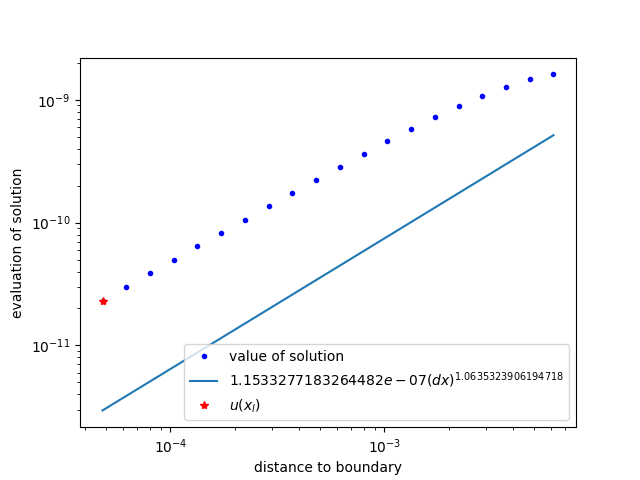 10⁻⁹
10⁻¹⁰
10⁻¹¹
evaluation of solution
value of solution
1.1533277183264482e − 07(dx)^1.0635323906194718
u(x_l)
10⁻⁴
10⁻³
distance to boundary